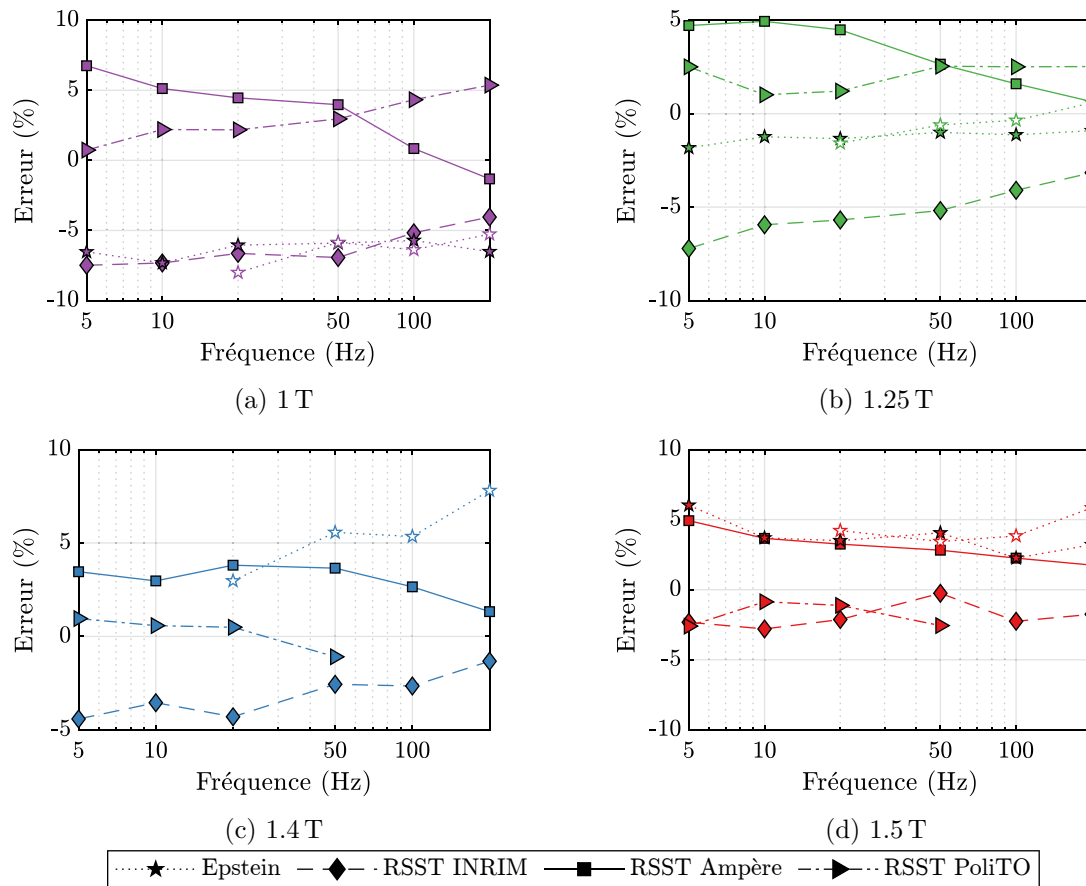 10
5
0
-5
-10
Erreur (%)
5 10 50 100
Fréquence (Hz)
(a) 1 T
5
0
-5
-10
Erreur (%)
5 10 50 100
Fréquence (Hz)
(b) 1.25 T
10
5
0
-5
Erreur (%)
5 10 50 100
Fréquence (Hz)
(c) 1.4 T
10
5
0
-5
-10
Erreur (%)
5 10 50 100
Fréquence (Hz)
(d) 1.5 T
Epstein RSST INRIM RSST Ampère RSST PoliTO